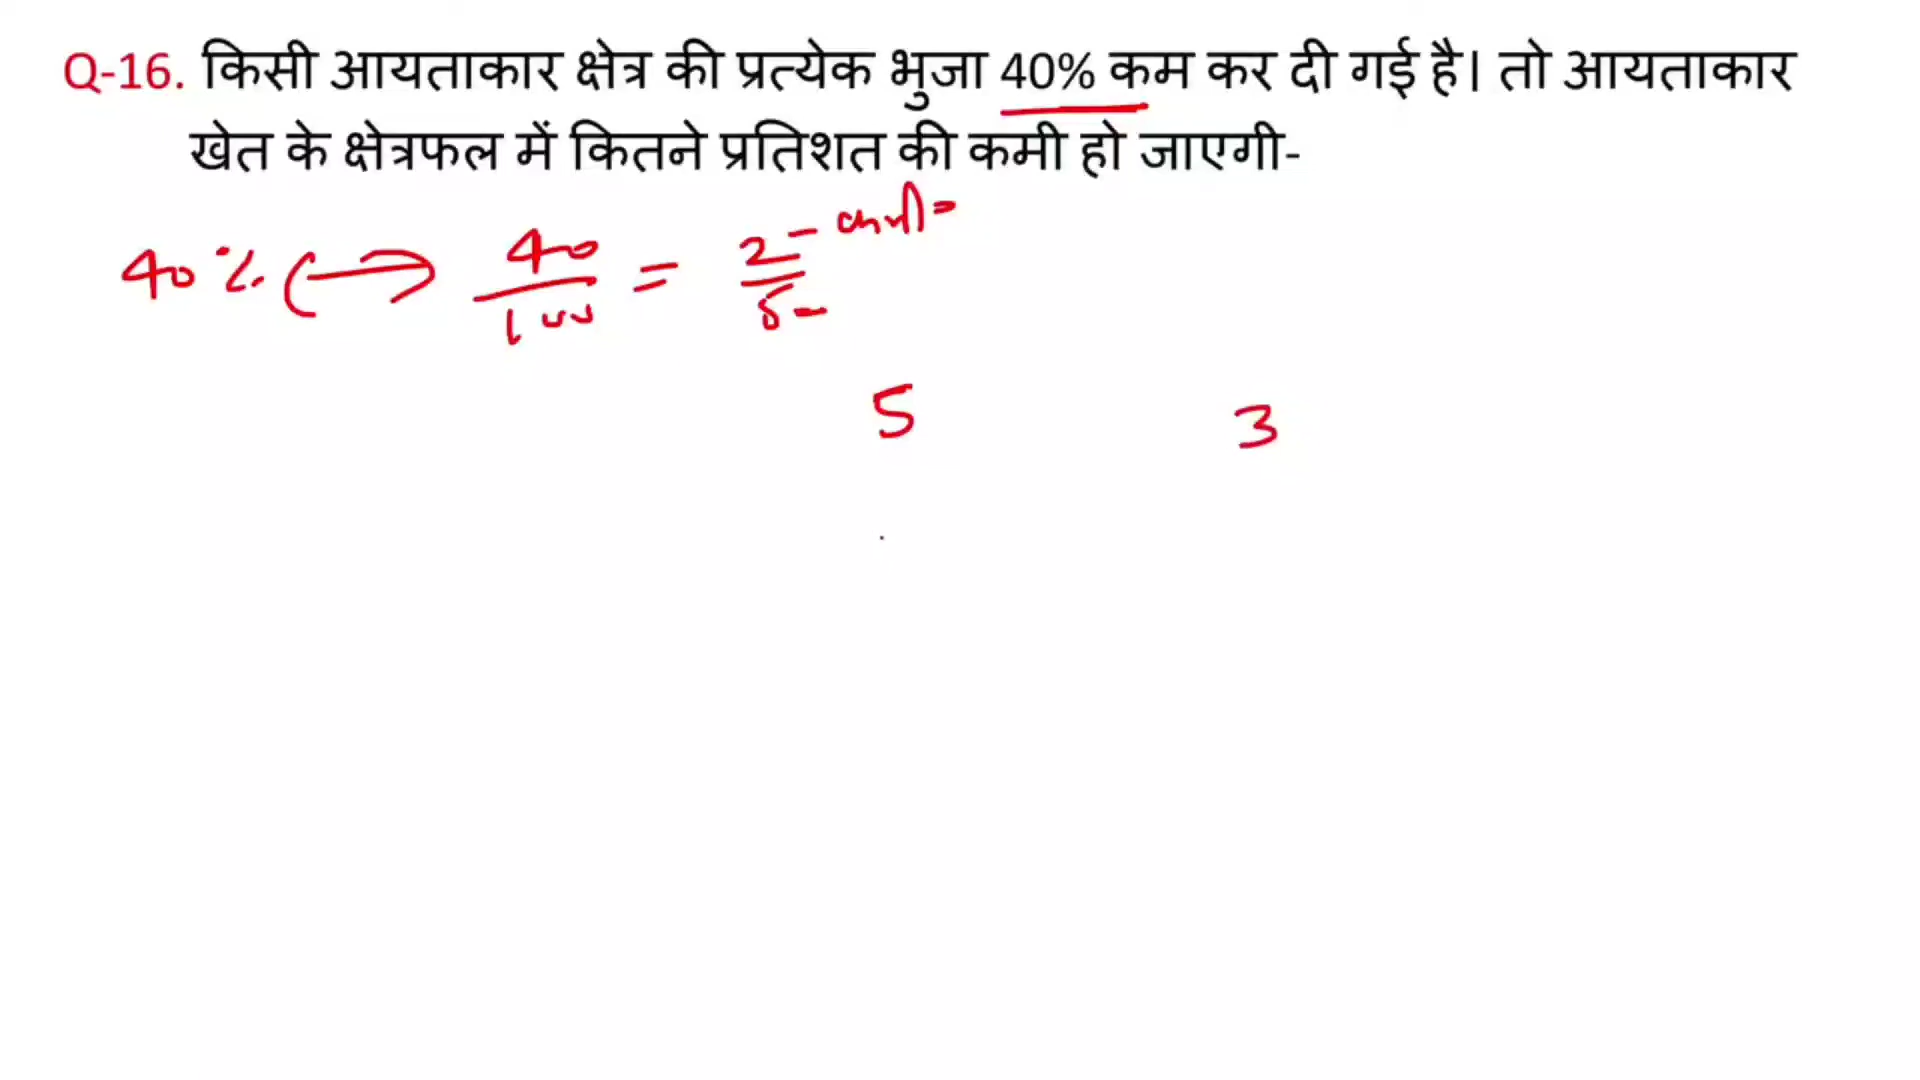 Q-16. किसी आयताकार क्षेत्र की प्रत्येक भुजा 40% कम कर दी गई है। तो आयताकार
खेत के क्षेत्रफल में कितने प्रतिशत की कमी हो जाएगी-
40% → 40/100 = 2/5 - कमी
5 3